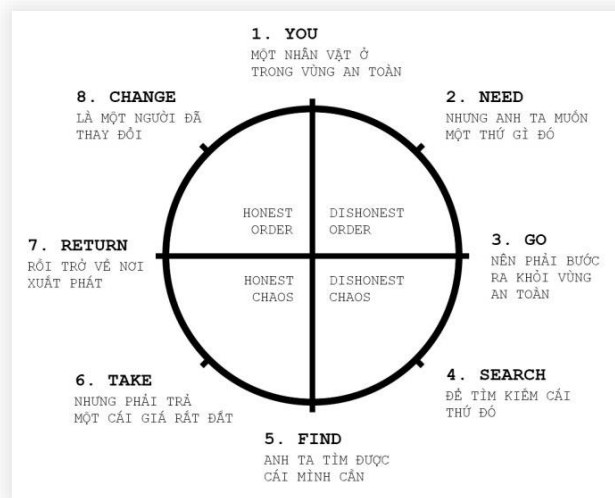 1. YOU
MỘT NHÂN VẬT Ở
TRONG VÙNG AN TOÀN
2. NEED
NHƯNG ANH TA MUỐN
MỘT THỨ GÌ ĐÓ
3. GO
NÊN PHẢI BƯỚC
RA KHỎI VÙNG
AN TOÀN
4. SEARCH
ĐỂ TÌM KIẾM CÁI
THỨ ĐÓ
5. FIND
ANH TA TÌM ĐƯỢC
CÁI MÌNH CẦN
6. TAKE
NHƯNG PHẢI TRẢ
MỘT CÁI GIÁ RẤT ĐẮT
7. RETURN
RỒI TRỞ VỀ NƠI
XUẤT PHÁT
8. CHANGE
LÀ MỘT NGƯỜI ĐÃ
THAY ĐỔI
HONEST
ORDER
DISHONEST
ORDER
HONEST
CHAOS
DISHONEST
CHAOS